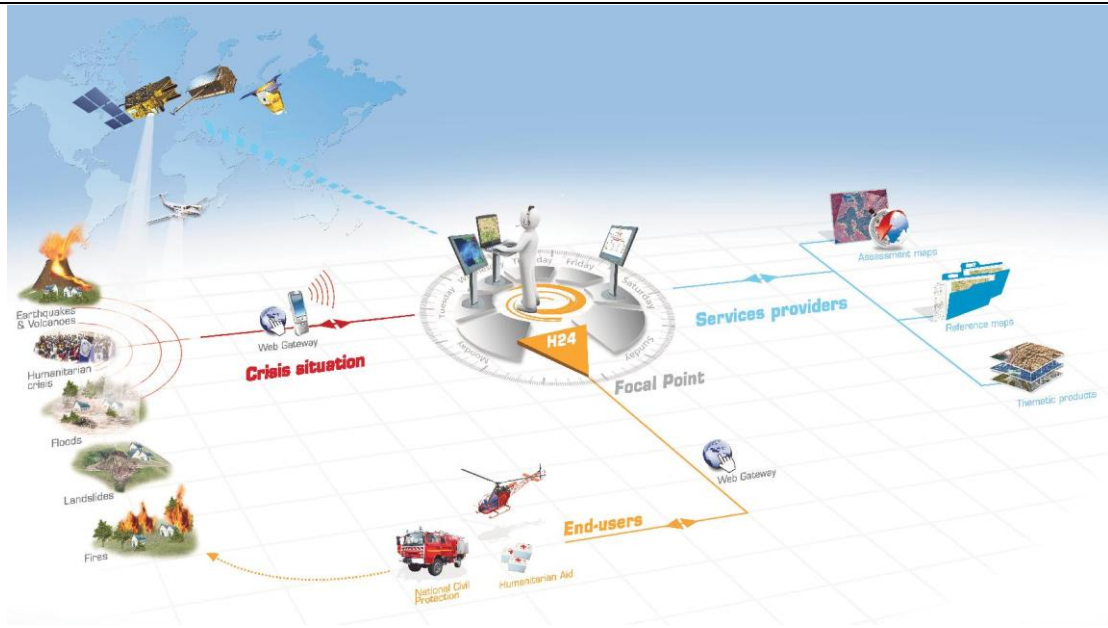 Earthquakes
& Volcanoes
Humanitarian
crisis
Floods
Landslides
Fires
Web Gateway
Crisis situation
Monday
Tuesday
Friday
Saturday
Sunday
H24
Focal Point
Services providers
Assessment maps
Reference maps
Thematic products
Web Gateway
End-users
National Civil
Protection
Humanitarian Aid